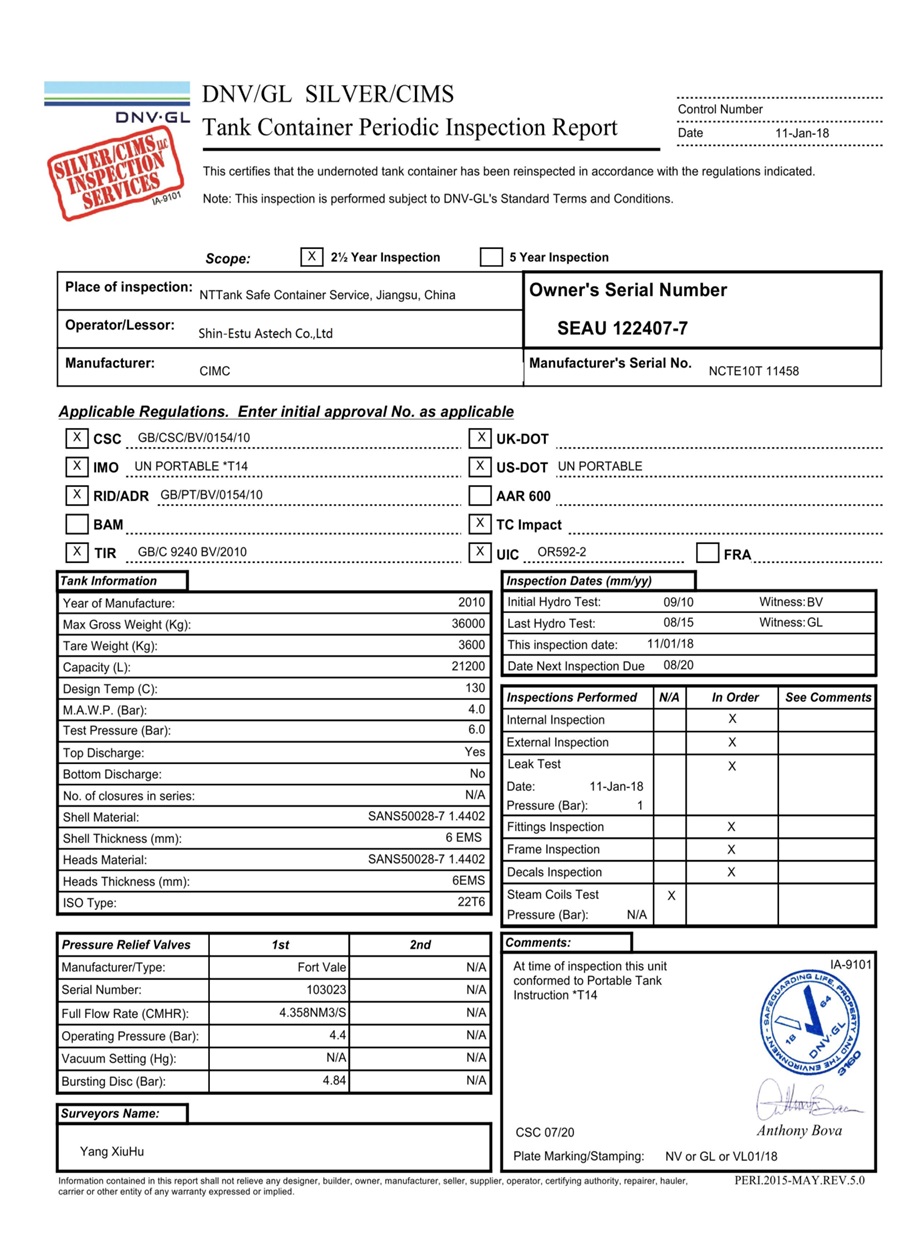 DNV/GL SILVER/CIMS
Tank Container Periodic Inspection Report
DNV·GL
SILVER/CIMS LLC
INSPECTION
SERVICES
IA-9101
Control Number
Date 11-Jan-18
This certifies that the undernoted tank container has been reinspected in accordance with the regulations indicated.
Note: This inspection is performed subject to DNV-GL's Standard Terms and Conditions.
Scope: X 2½ Year Inspection 5 Year Inspection
Place of inspection: NTTank Safe Container Service, Jiangsu, China
Operator/Lessor: Shin-Estu Astech Co.,Ltd
Manufacturer: CIMC
Owner's Serial Number
SEAU 122407-7
Manufacturer's Serial No. NCTE10T 11458
Applicable Regulations. Enter initial approval No. as applicable
X CSC GB/CSC/BV/0154/10 X UK-DOT
X IMO UN PORTABLE *T14 X US-DOT UN PORTABLE
X RID/ADR GB/PT/BV/0154/10 AAR 600
BAM X TC Impact
X TIR GB/C 9240 BV/2010 X UIC OR592-2 FRA
Tank Information
Year of Manufacture: 2010
Max Gross Weight (Kg): 36000
Tare Weight (Kg): 3600
Capacity (L): 21200
Design Temp (C): 130
M.A.W.P. (Bar): 4.0
Test Pressure (Bar): 6.0
Top Discharge: Yes
Bottom Discharge: No
No. of closures in series: N/A
Shell Material: SANS50028-7 1.4402
Shell Thickness (mm): 6 EMS
Heads Material: SANS50028-7 1.4402
Heads Thickness (mm): 6EMS
ISO Type: 22T6
Inspection Dates (mm/yy)
Initial Hydro Test: 09/10 Witness:BV
Last Hydro Test: 08/15 Witness:GL
This inspection date: 11/01/18
Date Next Inspection Due 08/20
Inspections Performed N/A In Order See Comments
Internal Inspection X
External Inspection X
Leak Test X
Date: 11-Jan-18
Pressure (Bar): 1
Fittings Inspection X
Frame Inspection X
Decals Inspection X
Steam Coils Test X
Pressure (Bar): N/A
Pressure Relief Valves 1st 2nd
Manufacturer/Type: Fort Vale N/A
Serial Number: 103023 N/A
Full Flow Rate (CMHR): 4.358NM3/S N/A
Operating Pressure (Bar): 4.4 N/A
Vacuum Setting (Hg): N/A N/A
Bursting Disc (Bar): 4.84 N/A
Surveyors Name:
Yang XiuHu
Comments:
At time of inspection this unit
conformed to Portable Tank
Instruction *T14
IA-9101
SAFEGUARDING LIFE, PROPERTY AND THE ENVIRONMENT
18 64
DNV·GL
Anthony Bova
CSC 07/20
Plate Marking/Stamping: NV or GL or VL01/18
Information contained in this report shall not relieve any designer, builder, owner, manufacturer, seller, supplier, operator, certifying authority, repairer, hauler,
carrier or other entity of any warranty expressed or implied.
PERI.2015-MAY.REV.5.0